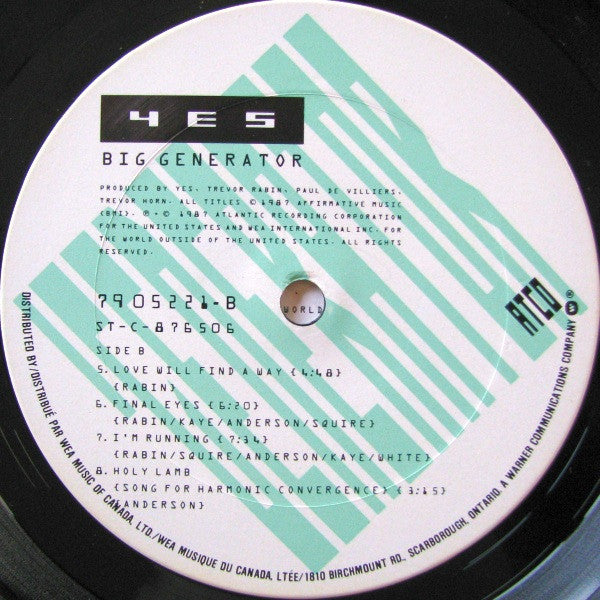 YES
BIG GENERATOR
PRODUCED BY YES, TREVOR RABIN, PAUL DE VILLIERS,
TREVOR HORN. ALL TITLES © 1987 AFFIRMATIVE MUSIC
(BMI). ℗ + © 1987 ATLANTIC RECORDING CORPORATION
FOR THE UNITED STATES AND WEA INTERNATIONAL INC. FOR
THE WORLD OUTSIDE OF THE UNITED STATES. ALL RIGHTS
RESERVED.
7905221-B
ST-C-876506
WORLD
ATCO ®
SIDE B
5. LOVE WILL FIND A WAY {4:48}
{RABIN}
6. FINAL EYES {6:20}
{RABIN/KAYE/ANDERSON/SQUIRE}
7. I'M RUNNING {7:34}
{RABIN/SQUIRE/ANDERSON/KAYE/WHITE}
8. HOLY LAMB
{SONG FOR HARMONIC CONVERGENCE} {3:15}
{ANDERSON}
DISTRIBUTED BY/DISTRIBUÉ PAR WEA MUSIC OF CANADA, LTD./WEA MUSIQUE DU CANADA, LTÉE/1810 BIRCHMOUNT RD., SCARBOROUGH, ONTARIO, A WARNER COMMUNICATIONS COMPANY